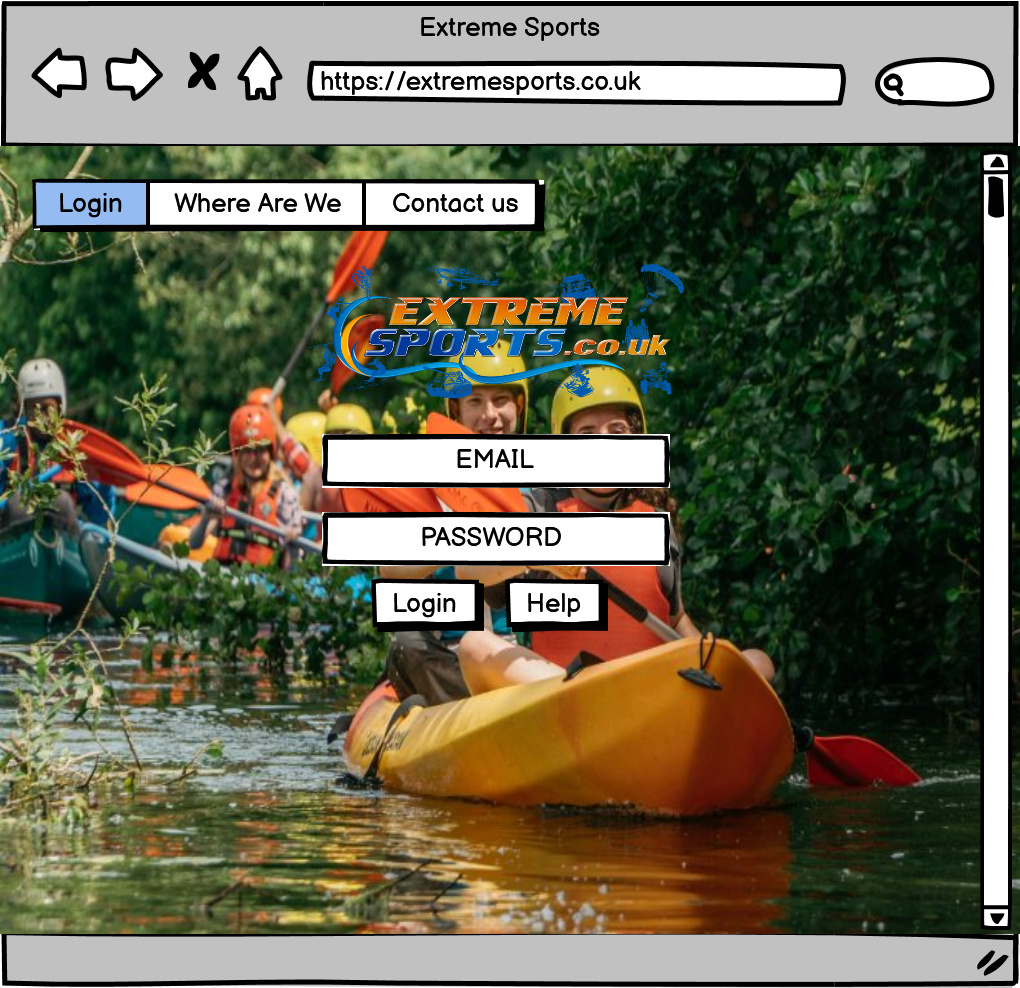 Extreme Sports
https://extremesports.co.uk
Login
Where Are We
Contact us
EXTREME
SPORTS.co.uk
EMAIL
PASSWORD
Login
Help